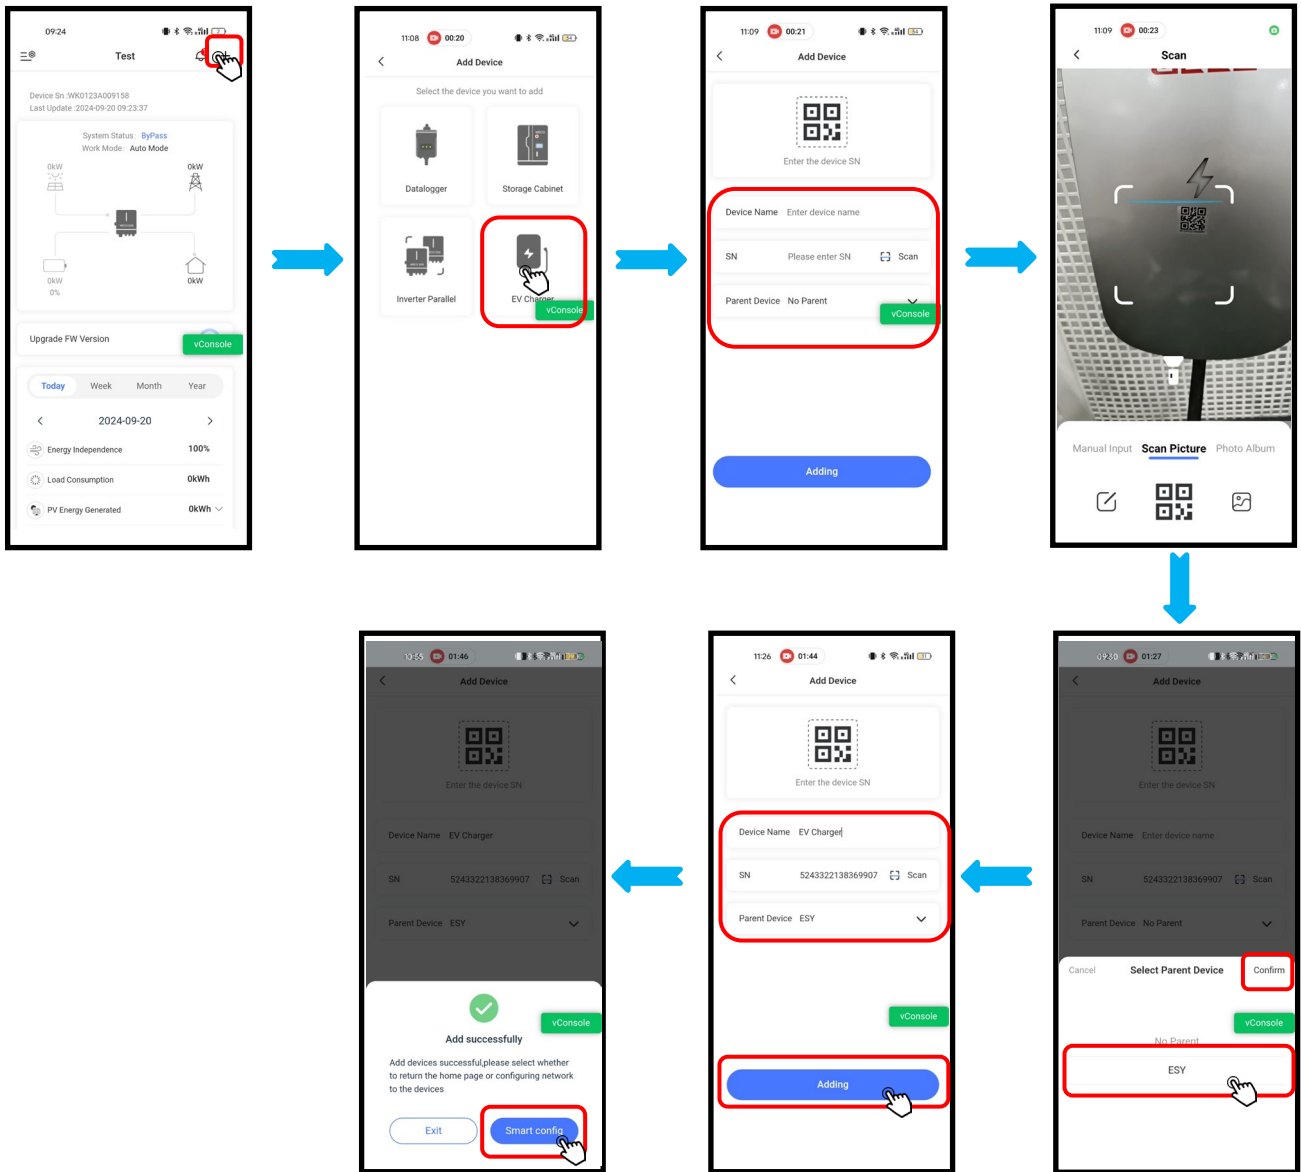 09:24
Test
Device Sn :WK0123A009158
Last Update :2024-09-20 09:23:37
System Status: ByPass
Work Mode: Auto Mode
0kW
0kW
0kW
0%
0kW
Upgrade FW Version
vConsole
Today Week Month Year
2024-09-20
Energy Independence 100%
Load Consumption 0kWh
PV Energy Generated 0kWh
11:08 00:20
Add Device
Select the device you want to add
Datalogger
Storage Cabinet
Inverter Parallel
EV Charger
vConsole
11:09 00:21
Add Device
Enter the device SN
Device Name Enter device name
SN Please enter SN Scan
Parent Device No Parent
vConsole
Adding
11:09 00:23
Scan
Manual Input Scan Picture Photo Album
01:27
Add Device
Enter the device SN
Device Name Enter device name
SN 5243322138369907 Scan
Parent Device No Parent
Cancel Select Parent Device Confirm
vConsole
No Parent
ESY
11:26 01:44
Add Device
Enter the device SN
Device Name EV Charger
SN 5243322138369907 Scan
Parent Device ESY
vConsole
Adding
01:46
Add Device
Enter the device SN
Device Name EV Charger
SN 5243322138369907 Scan
Parent Device ESY
vConsole
Add successfully
Add devices successful,please select whether
to return the home page or configuring network
to the devices
Exit
Smart config